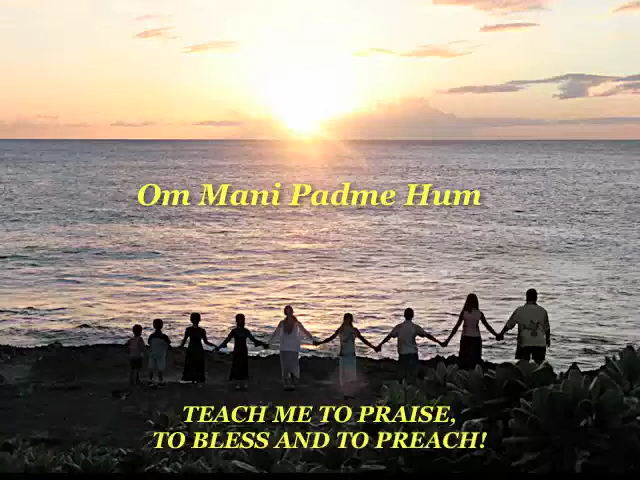 Om Mani Padme Hum
TEACH ME TO PRAISE,
TO BLESS AND TO PREACH!